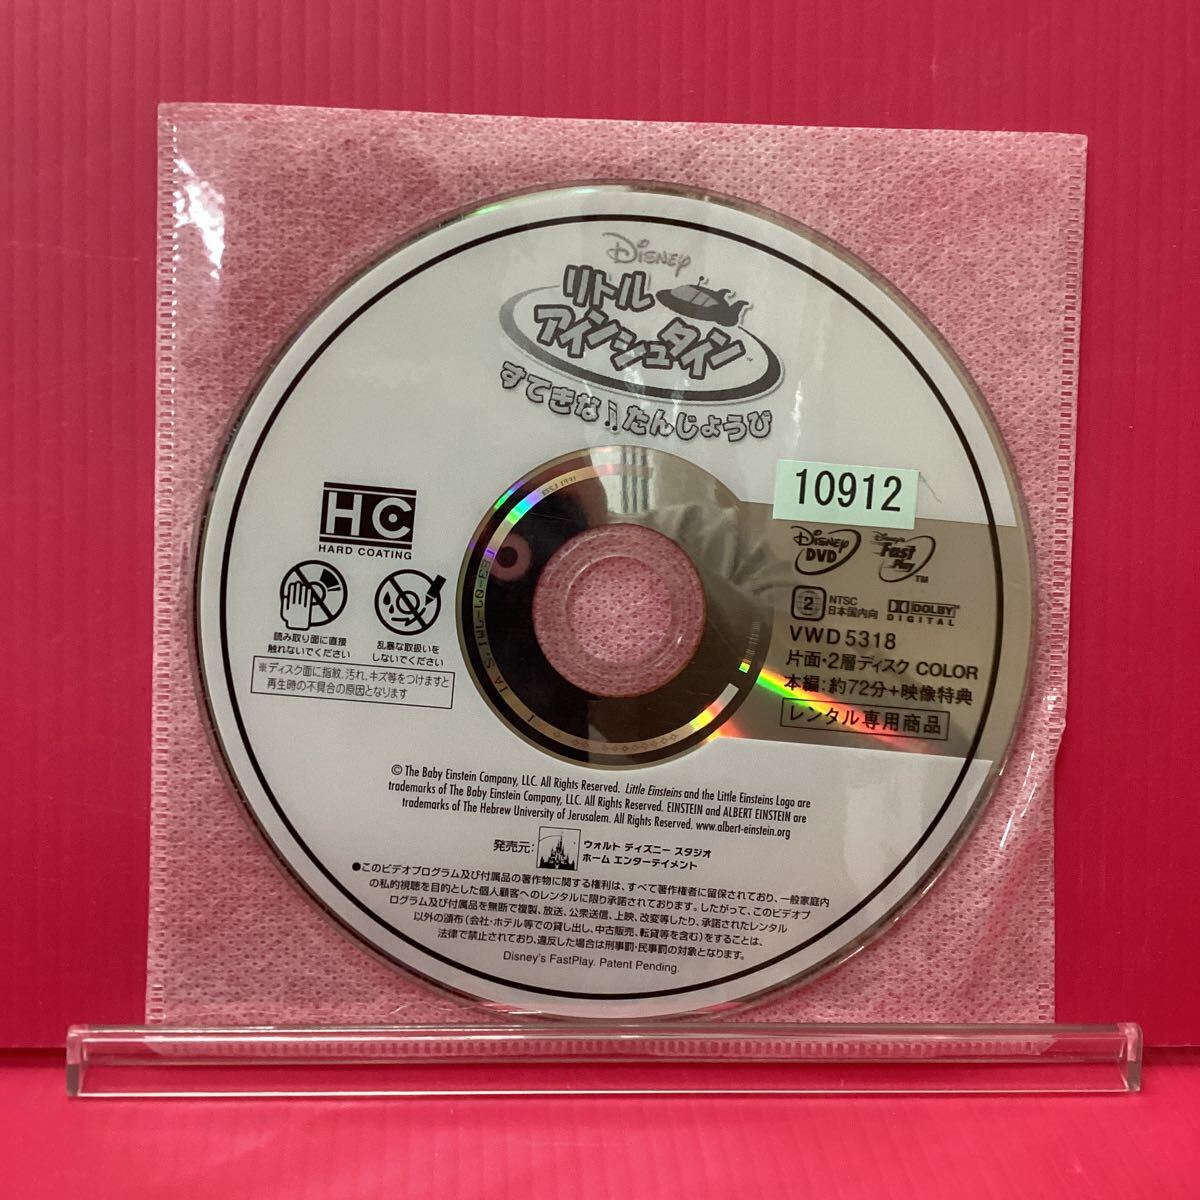 Disney
リトル
アインシュタイン™
すてきな♫たんじょうび
10912
HC
HARD COATING
Disney DVD
Disney's Fast Play™
読み取り面に直接
触れないでください
乱暴な取扱いを
しないでください
※ディスク面に指紋、汚れ、キズ等をつけますと
再生時の不具合の原因となります
2 NTSC
日本国内向
DOLBY
DIGITAL
VWD 5318
片面・2層ディスク COLOR
本編:約72分+映像特典
レンタル専用商品
© The Baby Einstein Company, LLC. All Rights Reserved. Little Einsteins and the Little Einsteins Logo are
trademarks of The Baby Einstein Company, LLC. All Rights Reserved. EINSTEIN and ALBERT EINSTEIN are
trademarks of The Hebrew University of Jerusalem. All Rights Reserved. www.albert-einstein.org
発売元:
ウォルト ディズニー スタジオ
ホーム エンターテイメント
●このビデオプログラム及び付属品の著作物に関する権利は、すべて著作権者に留保されており、一般家庭内
の私的視聴を目的とした個人顧客へのレンタルに限り承諾されております。したがって、このビデオプ
ログラム及び付属品を無断で複製、放送、公衆送信、上映、改変等したり、承諾されたレンタル
以外の頒布(会社・ホテル等での貸し出し、中古販売、転貸等を含む)をすることは、
法律で禁止されており、違反した場合は刑事罰・民事罰の対象となります。
Disney's FastPlay. Patent Pending.